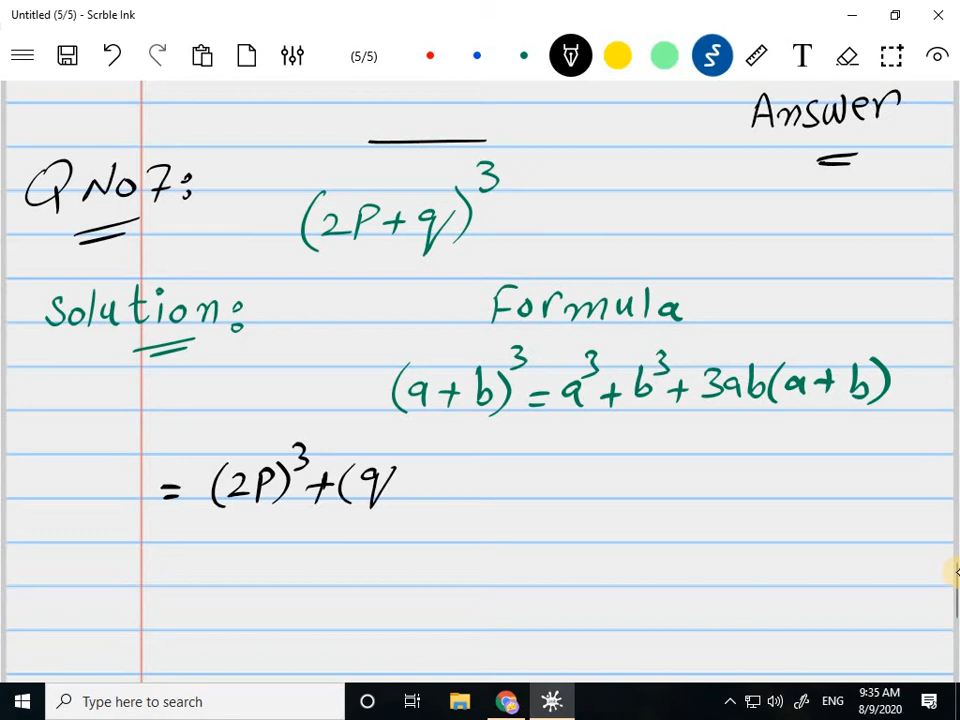 Untitled (5/5) - Scrble Ink
(5/5)
T
Answer
Q No 7:
(2P+q)³
Solution:
Formula
(a + b)³ = a³ + b³ + 3ab(a + b)
= (2P)³+(q
Type here to search
ENG
9:35 AM
8/9/2020